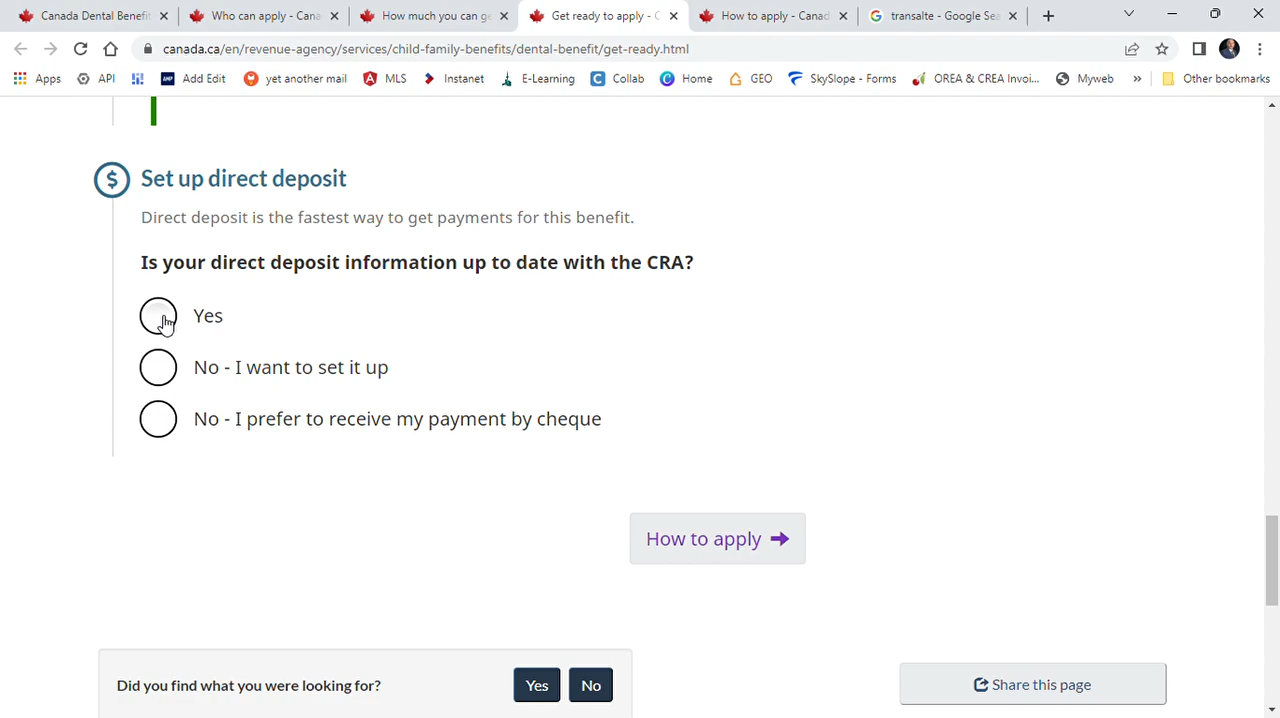 Canada Dental Benefit
Who can apply - Cana
How much you can ge
Get ready to apply - C
How to apply - Canad
transalte - Google Sea
canada.ca/en/revenue-agency/services/child-family-benefits/dental-benefit/get-ready.html
Apps
API
Add Edit
yet another mail
MLS
Instanet
E-Learning
Collab
Home
GEO
SkySlope - Forms
OREA & CREA Invoi...
Myweb
»
Other bookmarks
$
Set up direct deposit
Direct deposit is the fastest way to get payments for this benefit.
Is your direct deposit information up to date with the CRA?
Yes
No - I want to set it up
No - I prefer to receive my payment by cheque
How to apply
Did you find what you were looking for?
Yes
No
Share this page